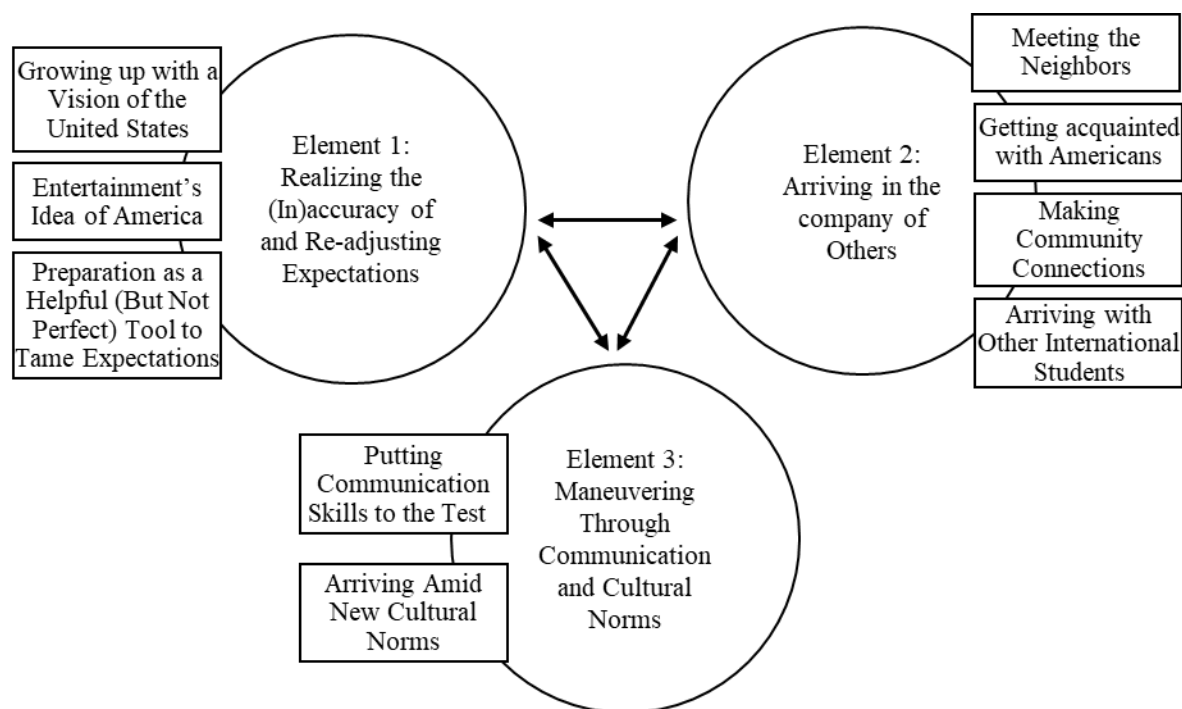 Growing up with a
Vision of the
United States
Entertainment’s
Idea of America
Preparation as a
Helpful (But Not
Perfect) Tool to
Tame Expectations
Element 1:
Realizing the
(In)accuracy of
and Re-adjusting
Expectations
Element 2:
Arriving in the
company of
Others
Meeting the
Neighbors
Getting acquainted
with Americans
Making
Community
Connections
Arriving with
Other International
Students
Putting
Communication
Skills to the Test
Arriving Amid
New Cultural
Norms
Element 3:
Maneuvering
Through
Communication
and Cultural
Norms